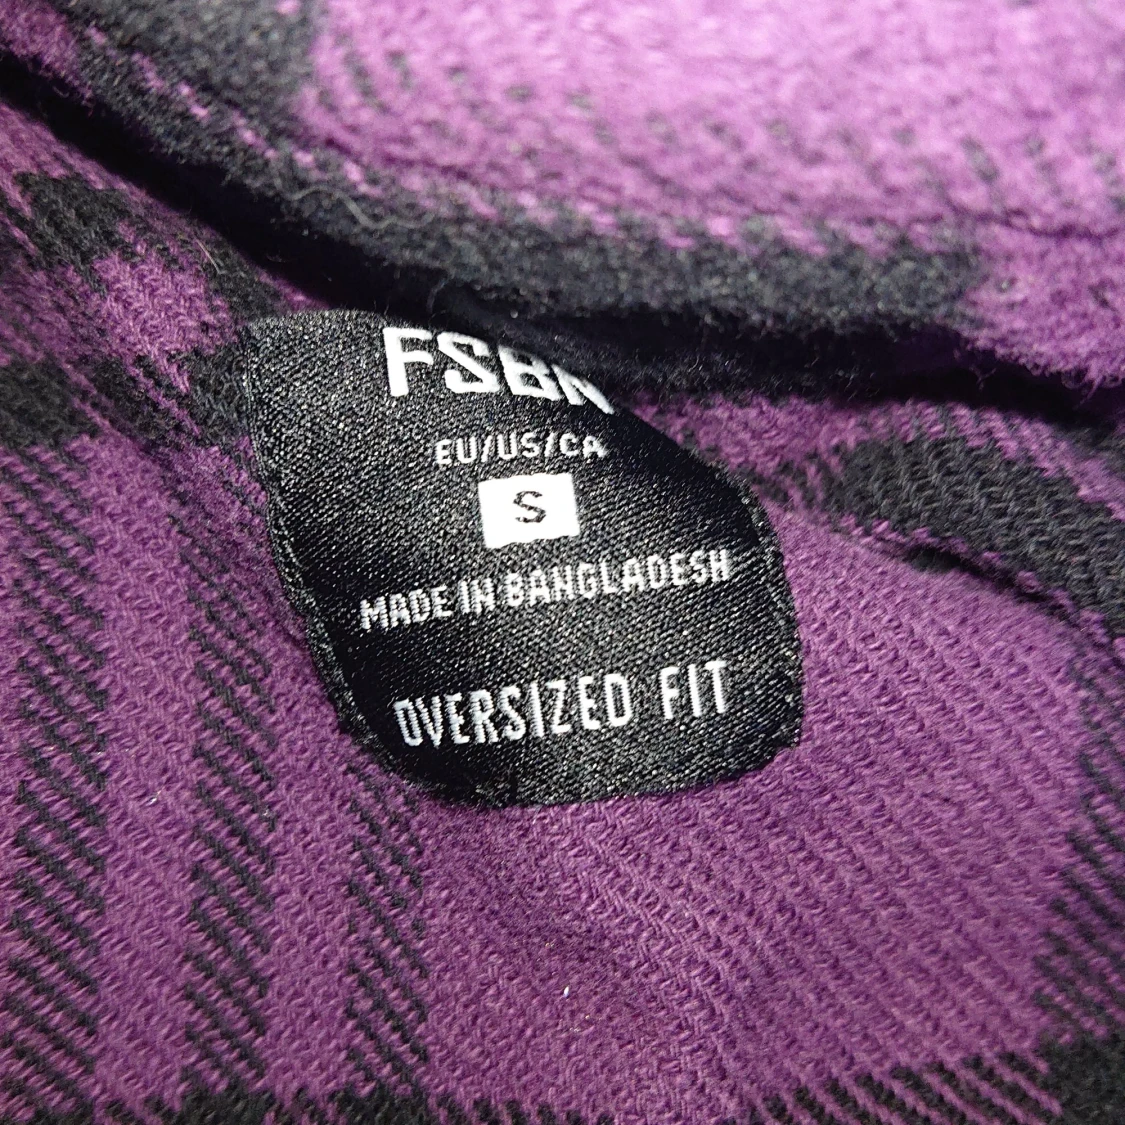 FSBN
EU/US/CA
S
MADE IN BANGLADESH
OVERSIZED FIT